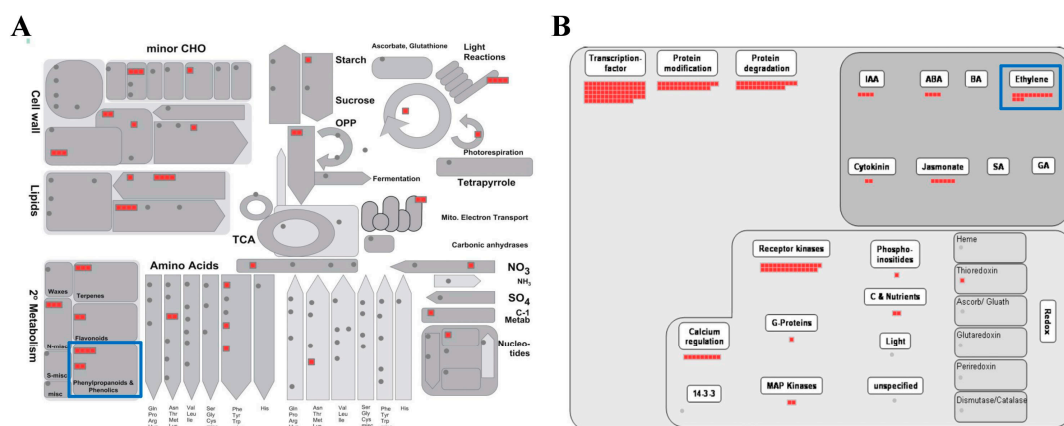 A
B
minor CHO
Cell wall
Lipids
2° Metabolism
Waxes
Terpenes
Flavonoids
N-misc
S-misc
misc
Phenylpropanoids &
Phenolics
Starch
Sucrose
OPP
Fermentation
TCA
Amino Acids
Ascorbate, Glutathione
Light
Reactions
Photorespiration
Tetrapyrrole
Mito. Electron Transport
Carbonic anhydrases
NO3
NH3
SO4
C-1
Metab
Nucleo-
tides
Gln
Pro
Arg
Asn
Thr
Met
Val
Leu
Ile
Ser
Gly
Cys
Phe
Tyr
Trp
His
Gln
Pro
Arg
Asn
Thr
Met
Val
Leu
Ile
Ser
Gly
Cys
Phe
Tyr
Trp
His
Transcription-
factor
Protein
modification
Protein
degradation
IAA
ABA
BA
Ethylene
Cytokinin
Jasmonate
SA
GA
Receptor kinases
Phospho-
inositides
C & Nutrients
Calcium
regulation
G-Proteins
Light
14-3-3
MAP Kinases
unspecified
Heme
Thioredoxin
Ascorb/ Gluath
Glutaredoxin
Periredoxin
Dismutase/Catalase
Redox